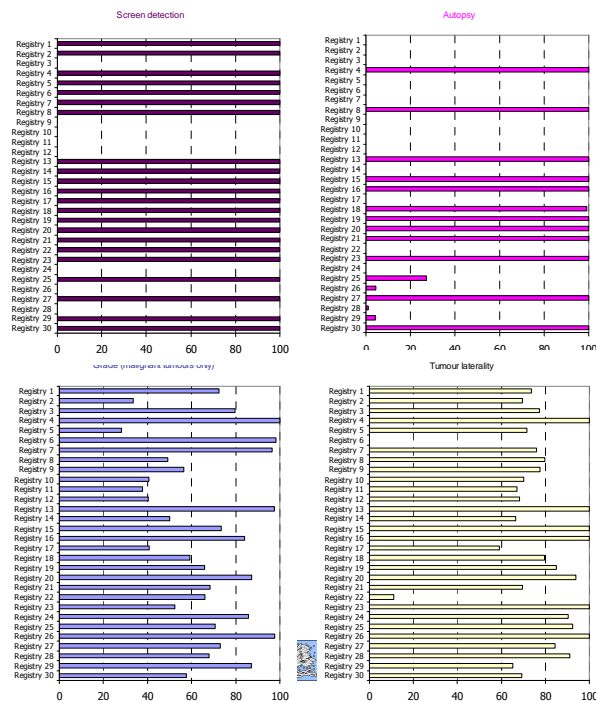 Screen detection
Registry 1
Registry 2
Registry 3
Registry 4
Registry 5
Registry 6
Registry 7
Registry 8
Registry 9
Registry 10
Registry 11
Registry 12
Registry 13
Registry 14
Registry 15
Registry 16
Registry 17
Registry 18
Registry 19
Registry 20
Registry 21
Registry 22
Registry 23
Registry 24
Registry 25
Registry 26
Registry 27
Registry 28
Registry 29
Registry 30
0 20 40 60 80 100
Autopsy
Registry 1
Registry 2
Registry 3
Registry 4
Registry 5
Registry 6
Registry 7
Registry 8
Registry 9
Registry 10
Registry 11
Registry 12
Registry 13
Registry 14
Registry 15
Registry 16
Registry 17
Registry 18
Registry 19
Registry 20
Registry 21
Registry 22
Registry 23
Registry 24
Registry 25
Registry 26
Registry 27
Registry 28
Registry 29
Registry 30
0 20 40 60 80 100
Grade (malignant tumours only)
Registry 1
Registry 2
Registry 3
Registry 4
Registry 5
Registry 6
Registry 7
Registry 8
Registry 9
Registry 10
Registry 11
Registry 12
Registry 13
Registry 14
Registry 15
Registry 16
Registry 17
Registry 18
Registry 19
Registry 20
Registry 21
Registry 22
Registry 23
Registry 24
Registry 25
Registry 26
Registry 27
Registry 28
Registry 29
Registry 30
0 20 40 60 80 100
Tumour laterality
Registry 1
Registry 2
Registry 3
Registry 4
Registry 5
Registry 6
Registry 7
Registry 8
Registry 9
Registry 10
Registry 11
Registry 12
Registry 13
Registry 14
Registry 15
Registry 16
Registry 17
Registry 18
Registry 19
Registry 20
Registry 21
Registry 22
Registry 23
Registry 24
Registry 25
Registry 26
Registry 27
Registry 28
Registry 29
Registry 30
0 20 40 60 80 100